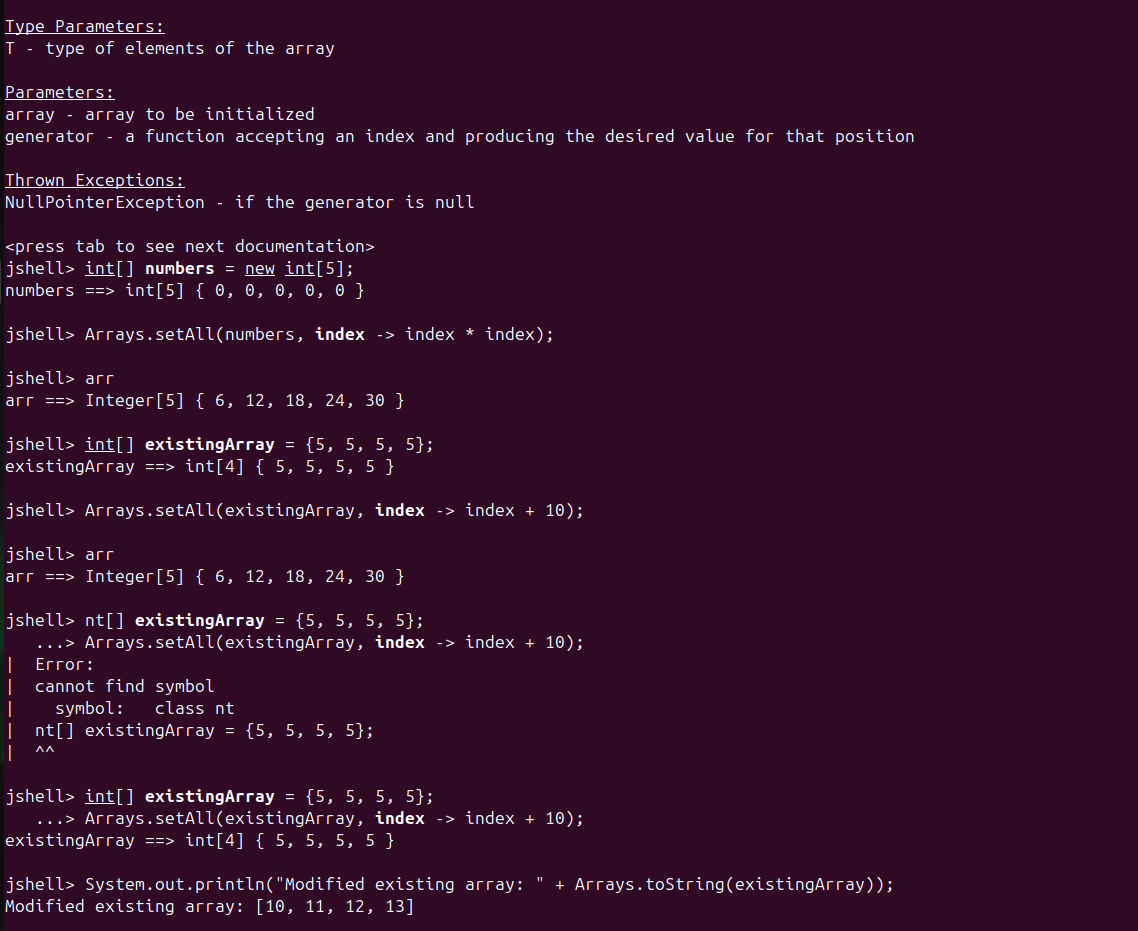 Type Parameters:
T - type of elements of the array

Parameters:
array - array to be initialized
generator - a function accepting an index and producing the desired value for that position

Thrown Exceptions:
NullPointerException - if the generator is null

<press tab to see next documentation>
jshell> int[] numbers = new int[5];
numbers ==> int[5] { 0, 0, 0, 0, 0 }

jshell> Arrays.setAll(numbers, index -> index * index);

jshell> arr
arr ==> Integer[5] { 6, 12, 18, 24, 30 }

jshell> int[] existingArray = {5, 5, 5, 5};
existingArray ==> int[4] { 5, 5, 5, 5 }

jshell> Arrays.setAll(existingArray, index -> index + 10);

jshell> arr
arr ==> Integer[5] { 6, 12, 18, 24, 30 }

jshell> nt[] existingArray = {5, 5, 5, 5};
   ...> Arrays.setAll(existingArray, index -> index + 10);
|  Error:
|  cannot find symbol
|    symbol:   class nt
|  nt[] existingArray = {5, 5, 5, 5};
|  ^^

jshell> int[] existingArray = {5, 5, 5, 5};
   ...> Arrays.setAll(existingArray, index -> index + 10);
existingArray ==> int[4] { 5, 5, 5, 5 }

jshell> System.out.println("Modified existing array: " + Arrays.toString(existingArray));
Modified existing array: [10, 11, 12, 13]